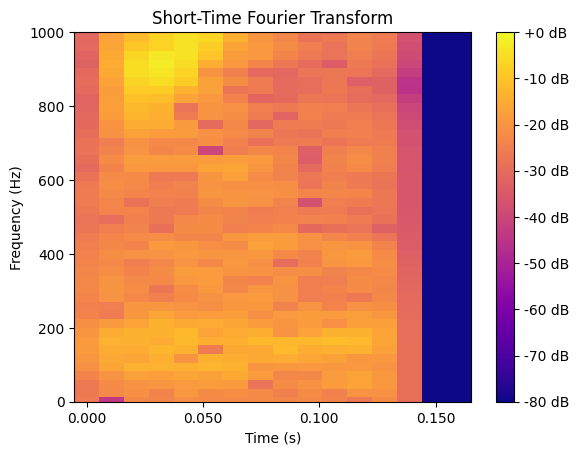 Short-Time Fourier Transform
1000
800
600
400
200
0
Frequency (Hz)
0.000
0.050
0.100
0.150
Time (s)
+0 dB
-10 dB
-20 dB
-30 dB
-40 dB
-50 dB
-60 dB
-70 dB
-80 dB